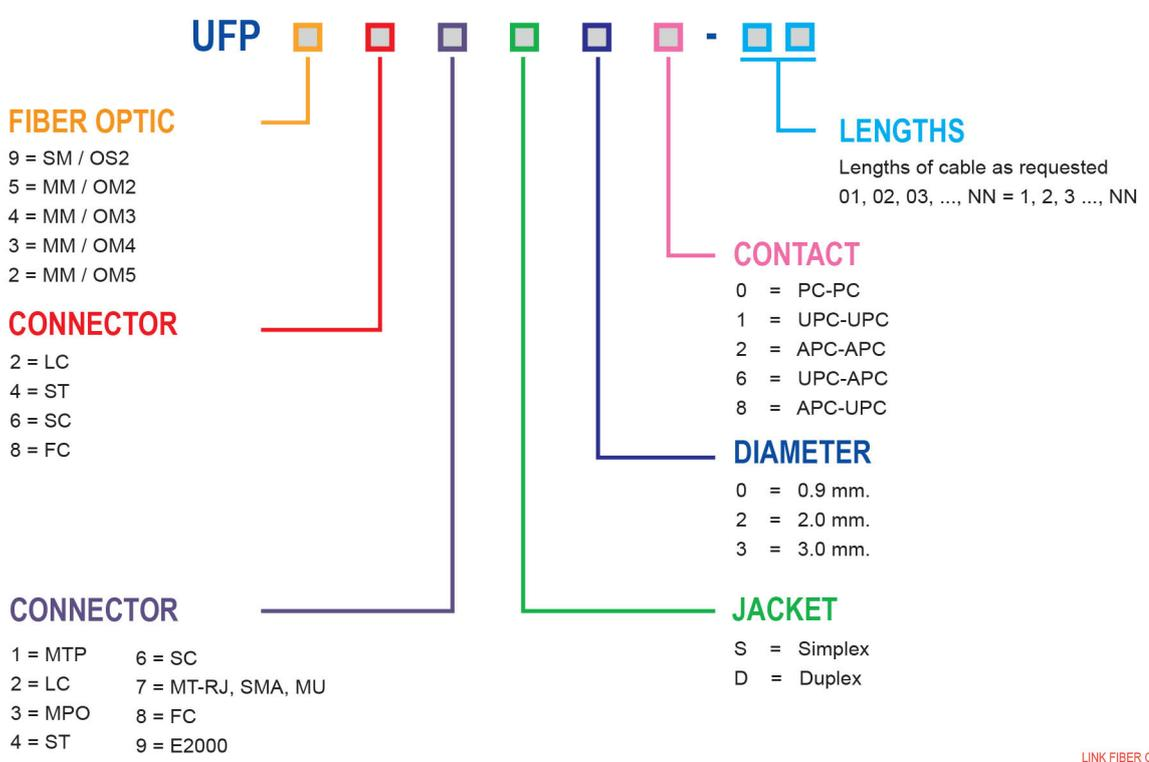 UFP -
FIBER OPTIC
9 = SM / OS2
5 = MM / OM2
4 = MM / OM3
3 = MM / OM4
2 = MM / OM5
CONNECTOR
2 = LC
4 = ST
6 = SC
8 = FC
CONNECTOR
1 = MTP
2 = LC
3 = MPO
4 = ST
6 = SC
7 = MT-RJ, SMA, MU
8 = FC
9 = E2000
LENGTHS
Lengths of cable as requested
01, 02, 03, ..., NN = 1, 2, 3 ..., NN
CONTACT
0 = PC-PC
1 = UPC-UPC
2 = APC-APC
6 = UPC-APC
8 = APC-UPC
DIAMETER
0 = 0.9 mm.
2 = 2.0 mm.
3 = 3.0 mm.
JACKET
S = Simplex
D = Duplex
LINK FIBER